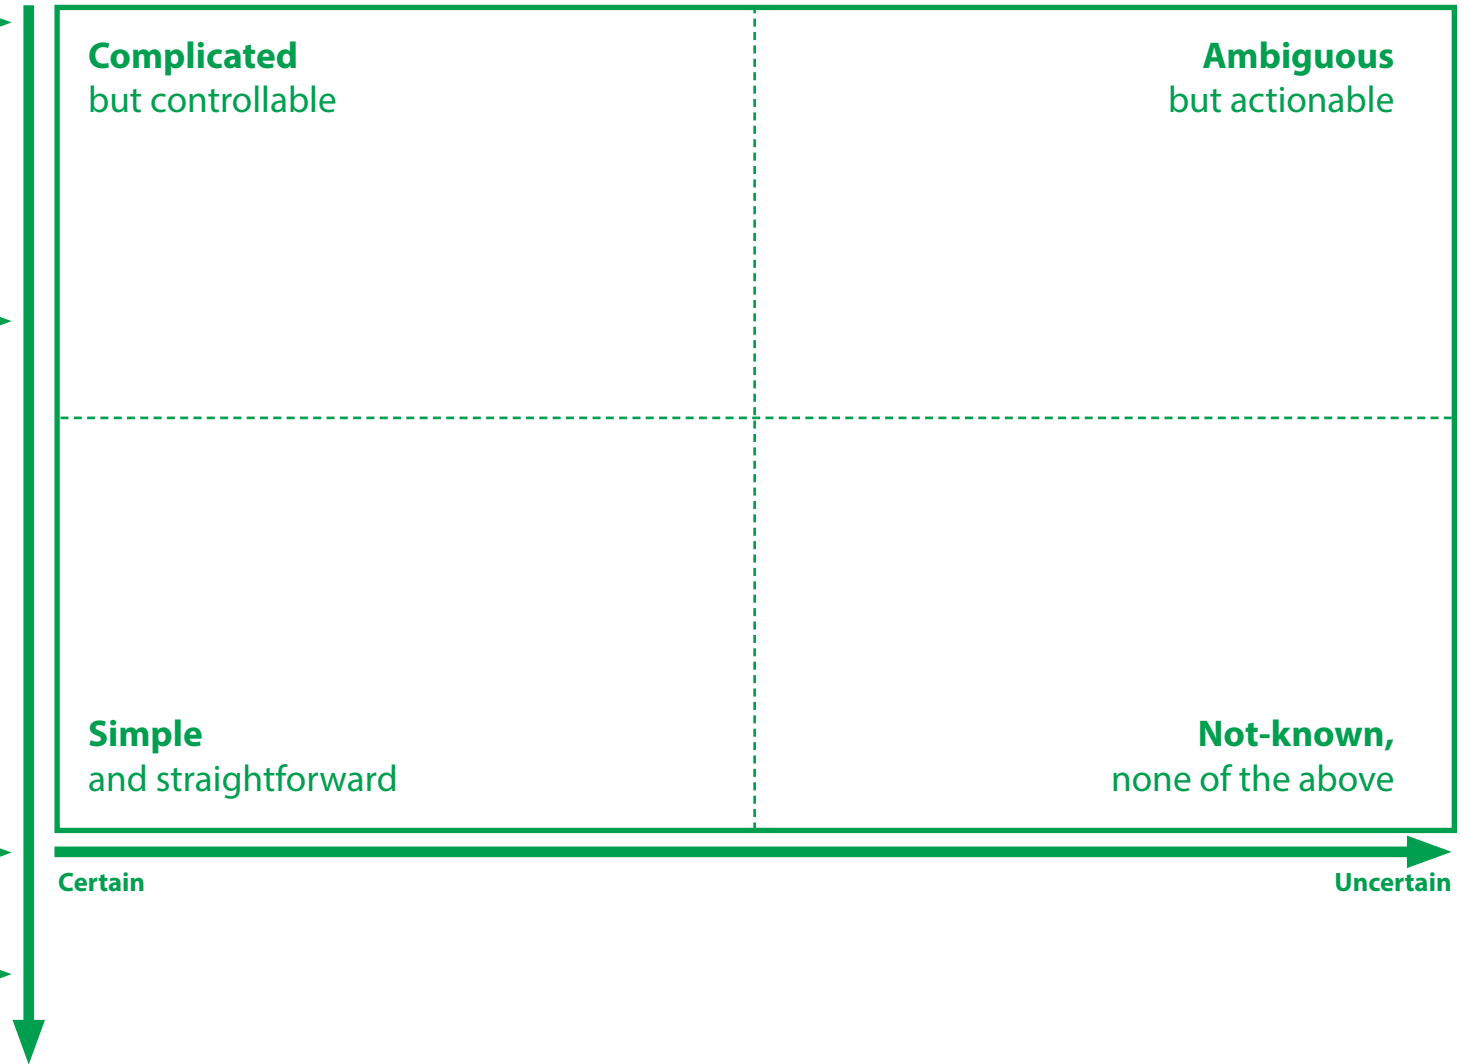 Complicated
but controllable
Ambiguous
but actionable
Simple
and straightforward
Not-known,
none of the above
Certain
Uncertain